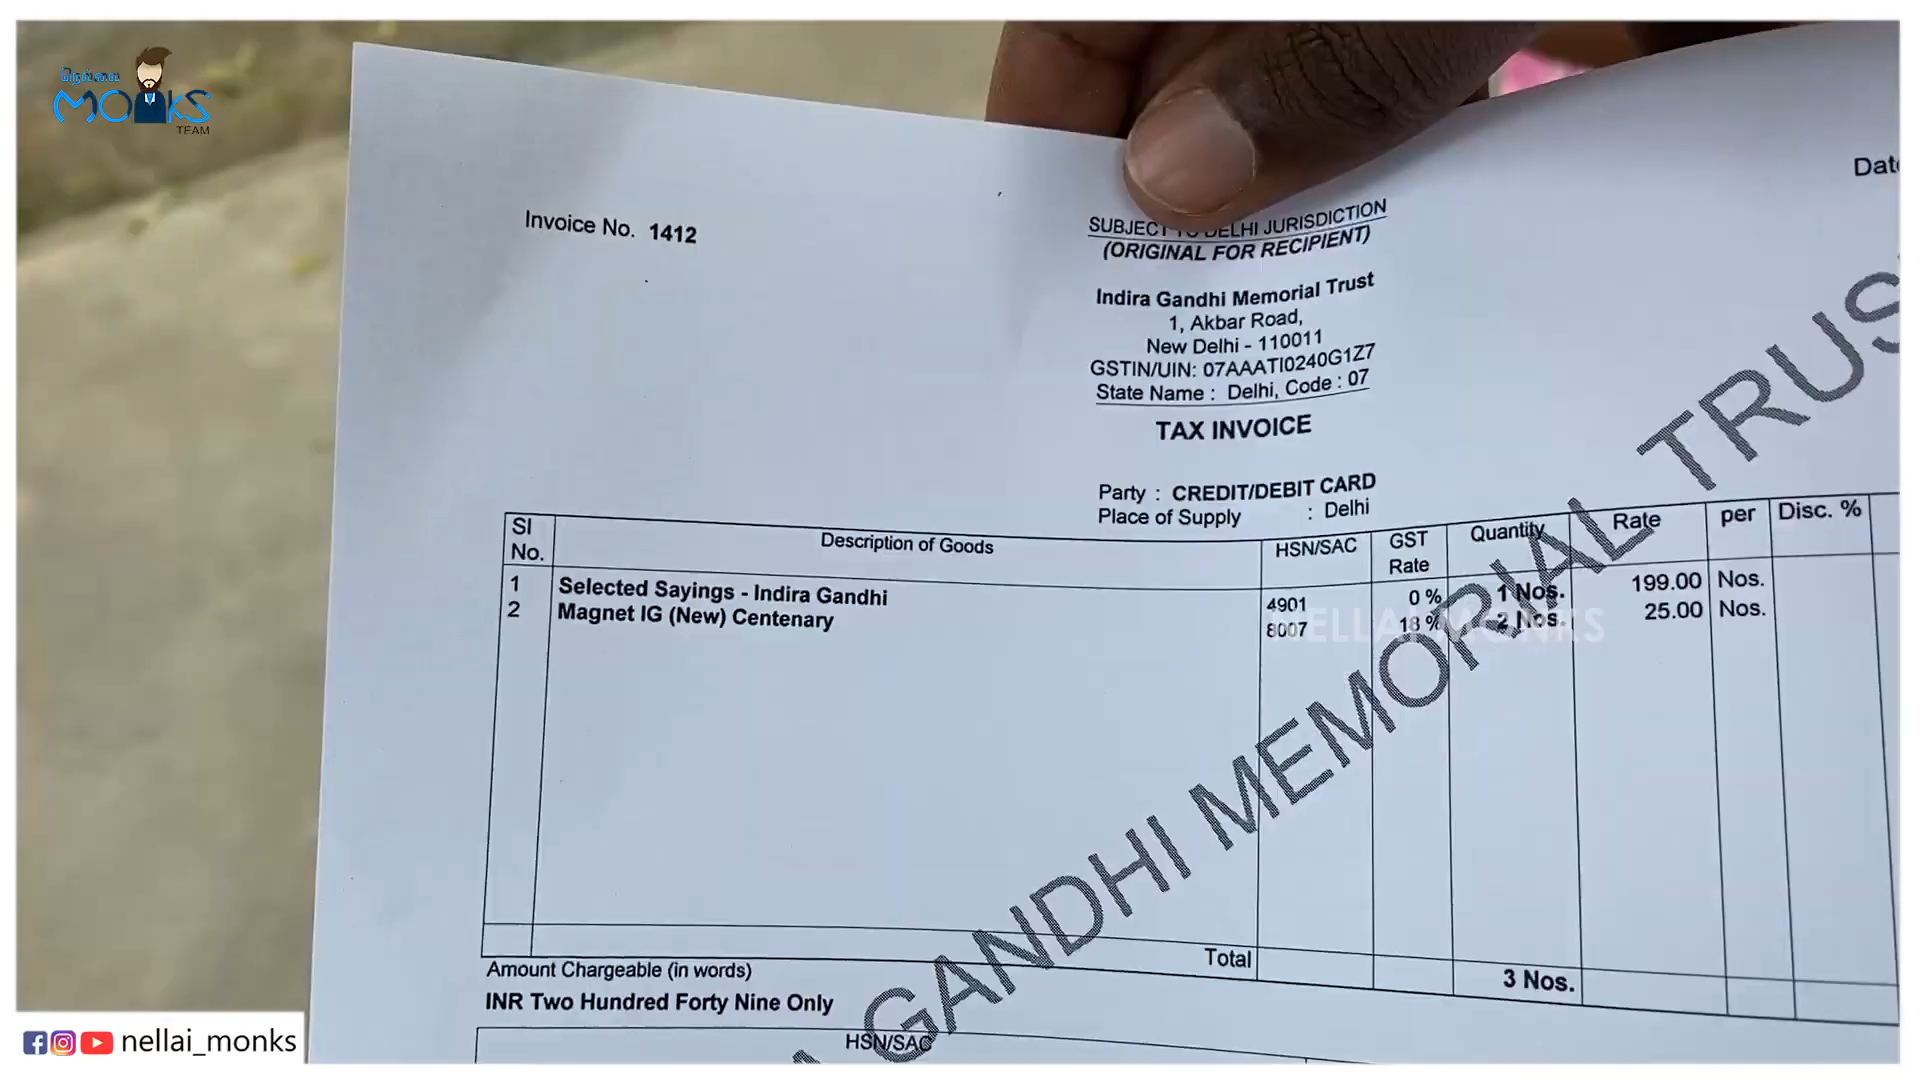 நெல்லை
MONKS
TEAM
Invoice No. 1412
SUBJECT TO DELHI JURISDICTION
(ORIGINAL FOR RECIPIENT)
Indira Gandhi Memorial Trust
1, Akbar Road,
New Delhi - 110011
GSTIN/UIN: 07AAATI0240G1Z7
State Name : Delhi, Code : 07
TAX INVOICE
Party : CREDIT/DEBIT CARD
Place of Supply : Delhi
Sl No. Description of Goods HSN/SAC GST Rate Quantity Rate per Disc. %
1 Selected Sayings - Indira Gandhi 4901 0 % 1 Nos. 199.00 Nos.
2 Magnet IG (New) Centenary 8007 18 % 2 Nos. 25.00 Nos.
NELLAI MONKS
Total 3 Nos.
Amount Chargeable (in words)
INR Two Hundred Forty Nine Only
HSN/SAC
GANDHI MEMORIAL
nellai_monks